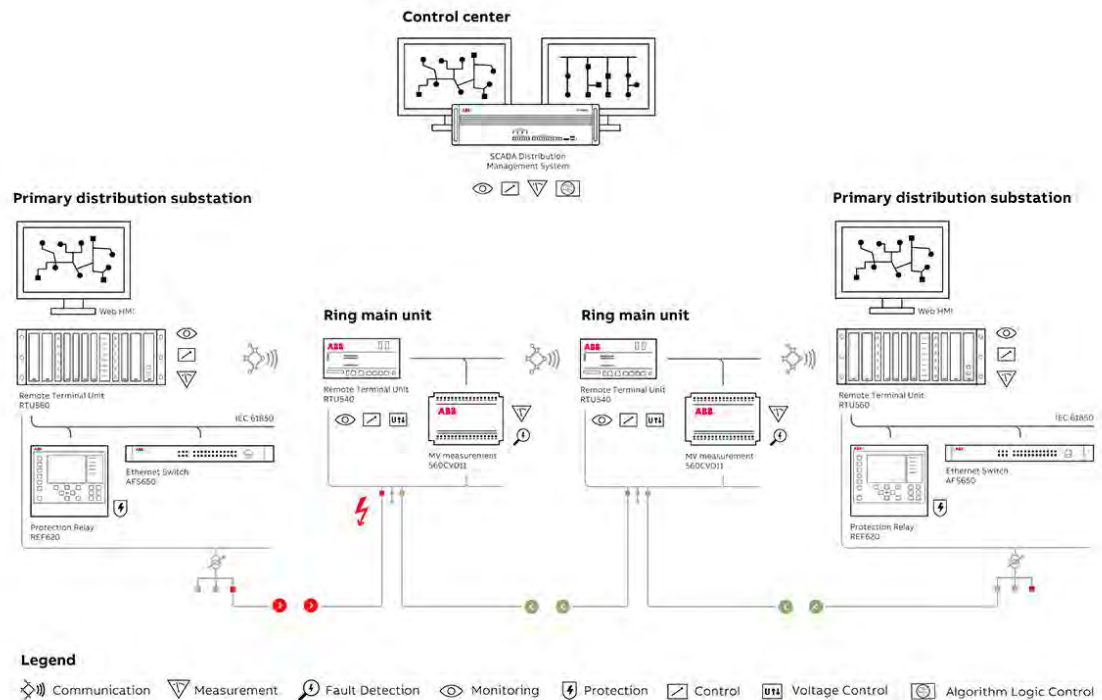 Control center
SCADA Distribution
Management System
Primary distribution substation
Web HMI
Remote Terminal Unit
RTU560
IEC 61850
Ethernet Switch
AFS650
Protection Relay
REF620
Ring main unit
ABB
Remote Terminal Unit
RTU540
ABB
MV measurement
560CVD11
Ring main unit
ABB
Remote Terminal Unit
RTU540
ABB
MV measurement
560CVD11
Primary distribution substation
Web HMI
Remote Terminal Unit
RTU560
IEC 61850
Ethernet Switch
AFS650
Protection Relay
REF620
Legend
Communication Measurement Fault Detection Monitoring Protection Control Voltage Control Algorithm Logic Control